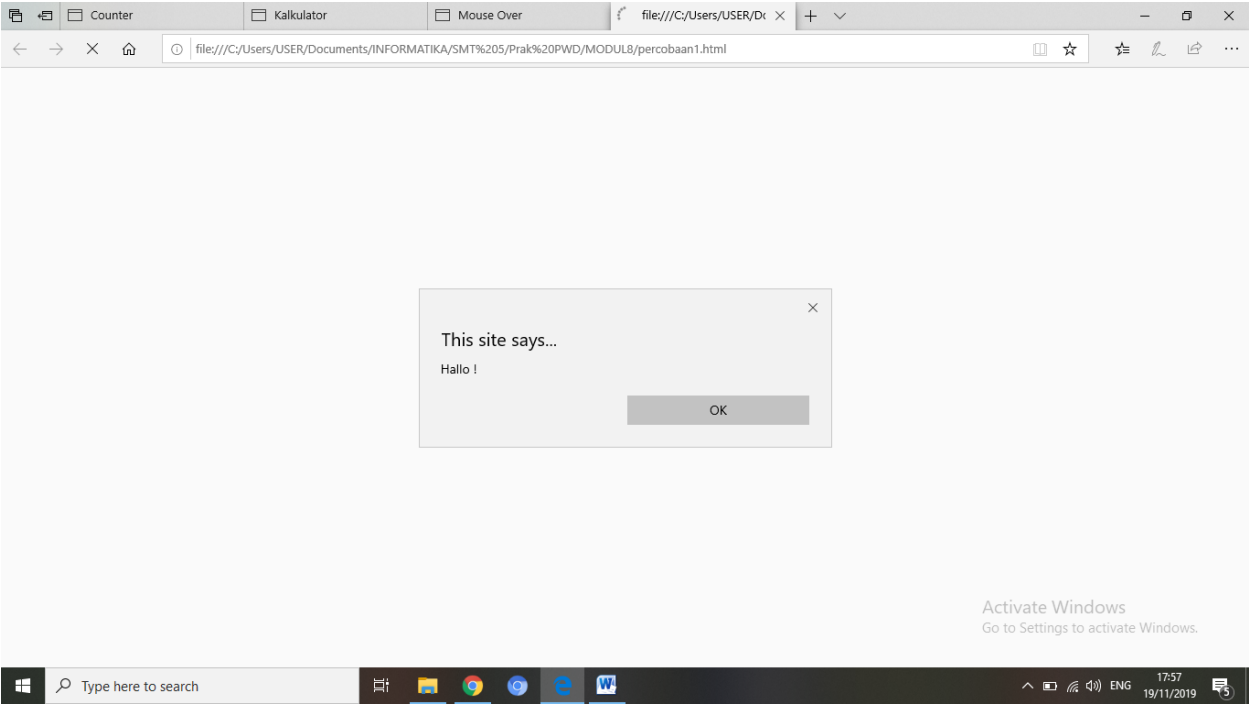 Counter
Kalkulator
Mouse Over
file:///C:/Users/USER/Do
file:///C:/Users/USER/Documents/INFORMATIKA/SMT%205/Prak%20PWD/MODUL8/percobaan1.html
This site says...
Hallo !
OK
Activate Windows
Go to Settings to activate Windows.
Type here to search
ENG
17:57
19/11/2019
5